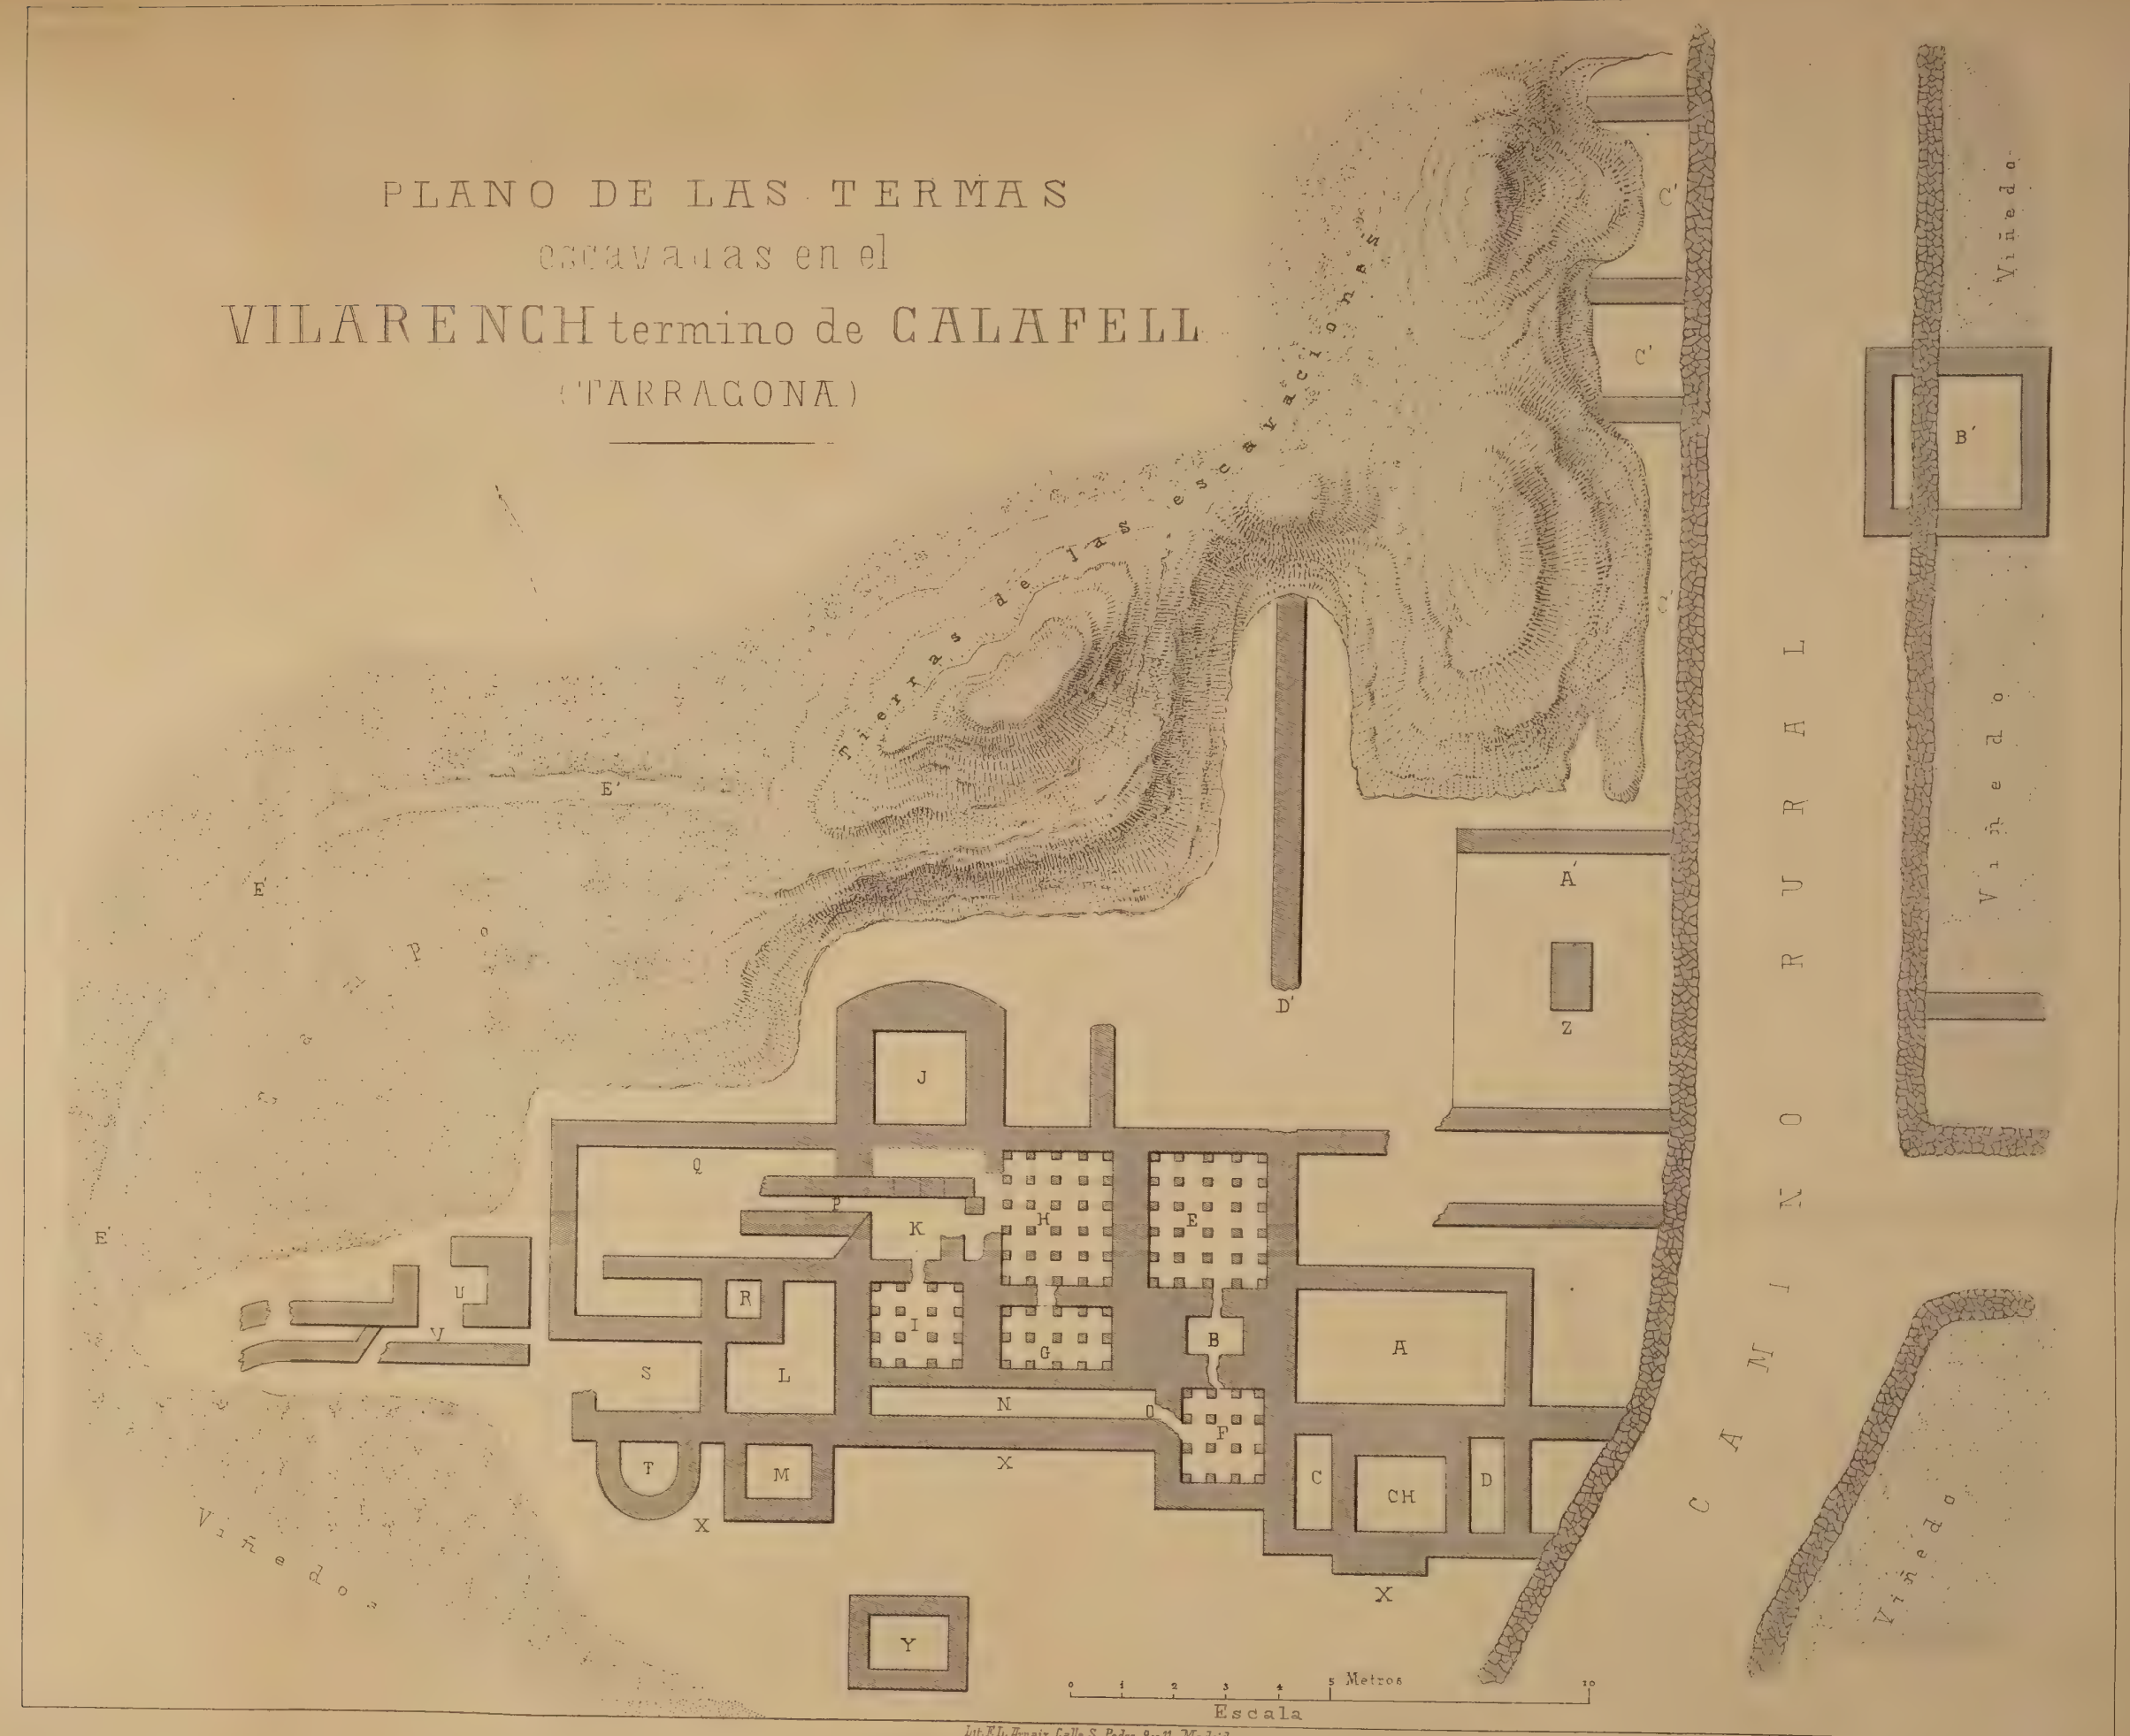 PLANO DE LAS TERMAS
escavadas en el
VILARENCH termino de CALAFELL
(TARRAGONA)
Tierras de las escavaciones
C'
C'
C'
Viñedo
B'
Viñedo
CAMINO RURAL
E'
E'
E'
D'
A'
Z
J
Q
P
K
H
E
R
I
G
B
A
U
V
S
L
N
O
F
T
M
X
C
CH
D
X
X
Y
Viñedo
Viñedo
0 1 2 3 4 5 Metros 10
Escala